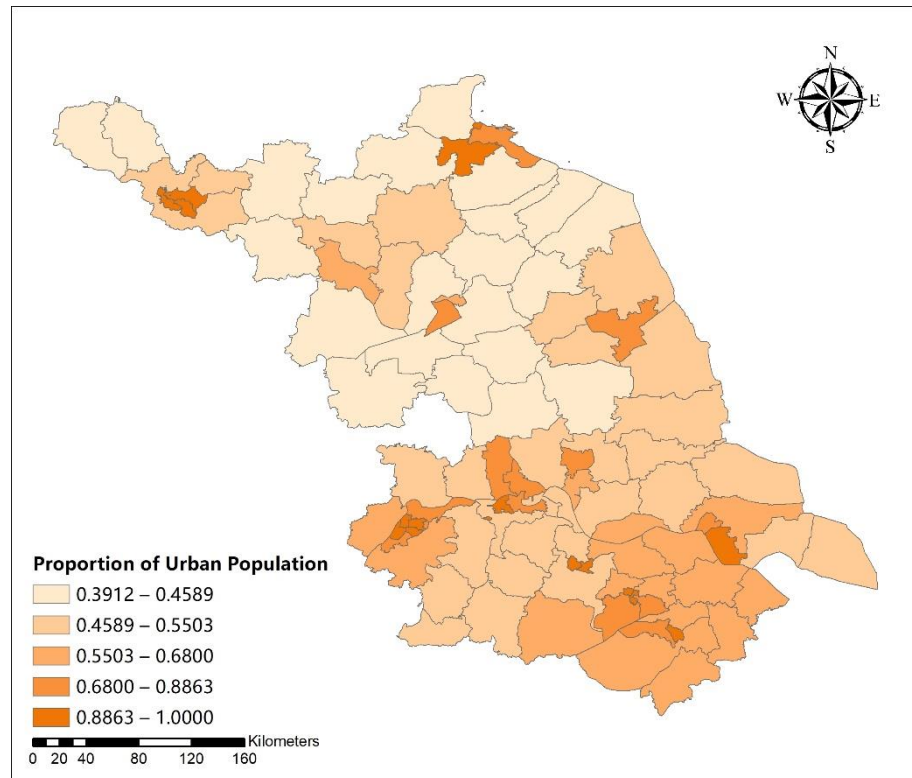 N
W E
S
Proportion of Urban Population
0.3912 – 0.4589
0.4589 – 0.5503
0.5503 – 0.6800
0.6800 – 0.8863
0.8863 – 1.0000
Kilometers
0 20 40 80 120 160